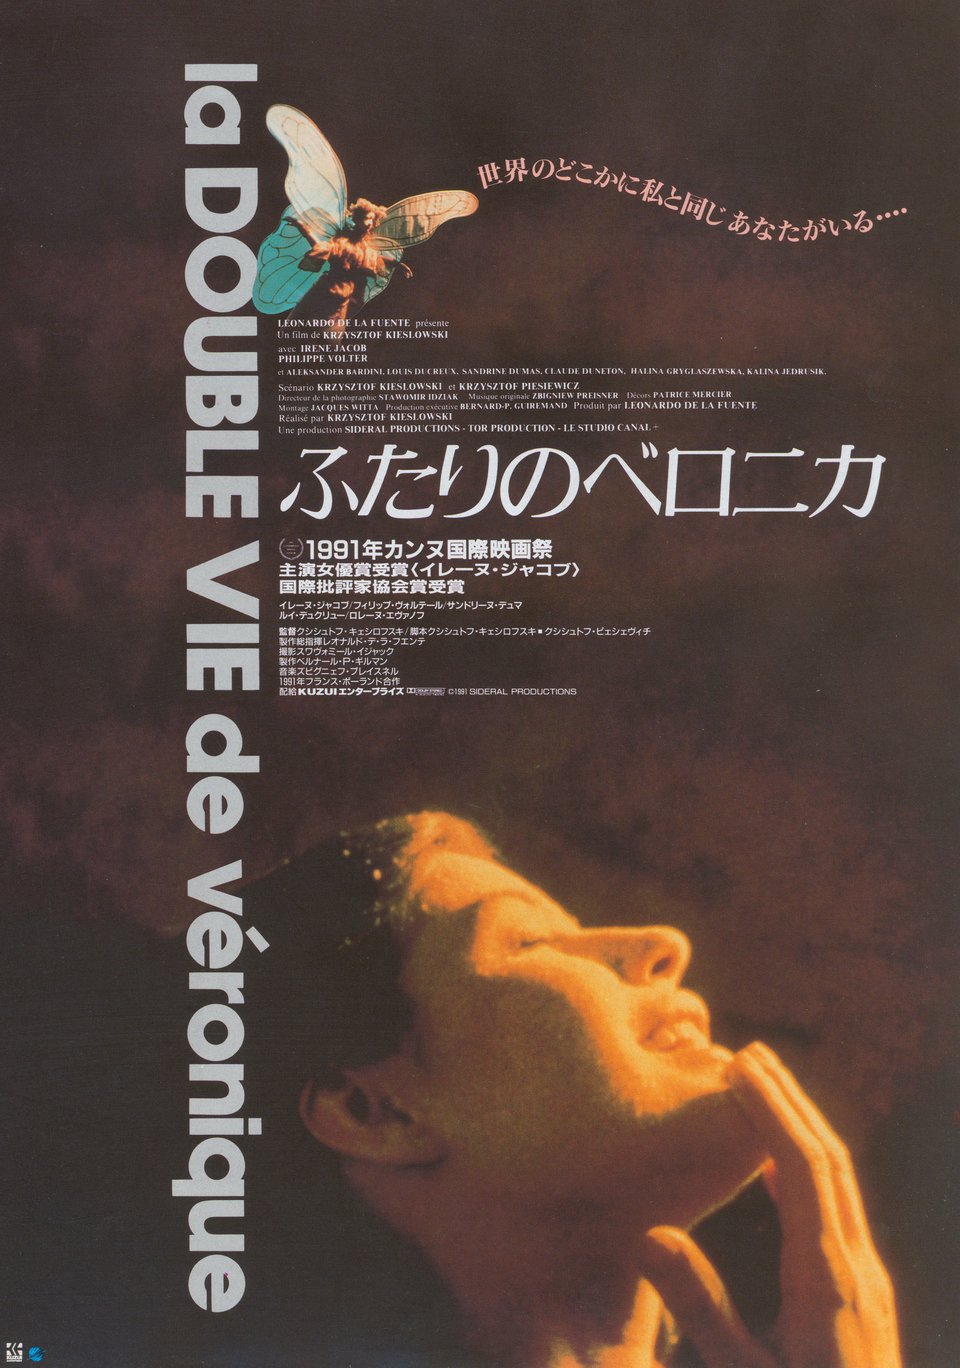 la DOUBLE VIE de véronique
世界のどこかに私と同じあなたがいる‥‥
LEONARDO DE LA FUENTE présente
Un film de KRZYSZTOF KIESLOWSKI
avec IRENE JACOB
PHILIPPE VOLTER
et ALEKSANDER BARDINI, LOUIS DUCREUX, SANDRINE DUMAS, CLAUDE DUNETON, HALINA GRYGLASZEWSKA, KALINA JEDRUSIK.
Scénario KRZYSZTOF KIESLOWSKI et KRZYSZTOF PIESIEWICZ
Directeur de la photographie STAWOMIR IDZIAK Musique originale ZBIGNIEW PREISNER Décors PATRICE MERCIER
Montage JACQUES WITTA Production exécutive BERNARD-P. GUIREMAND Produit par LEONARDO DE LA FUENTE
Réalisé par KRZYSZTOF KIESLOWSKI
Une production SIDERAL PRODUCTIONS - TOR PRODUCTION - LE STUDIO CANAL +
ふたりのベロニカ
1991年カンヌ国際映画祭
主演女優賞受賞〈イレーヌ・ジャコブ〉
国際批評家協会賞受賞
イレーヌ・ジャコブ/フィリップ・ヴォルテール/サンドリーヌ・デュマ
ルイ・デュクリュー/ロレーヌ・エヴァノフ
監督クシシュトフ・キェシロフスキ/脚本クシシュトフ・キェシロフスキ■クシシュトフ・ピェシェヴィチ
製作総指揮レオナルド・デ・ラ・フエンテ
撮影スワヴォミール・イジャック
製作ベルナール・P・ギルマン
音楽ズビグニェフ・プレイスネル
1991年フランス・ポーランド合作
配給KUZUIエンタープライズ ©1991 SIDERAL PRODUCTIONS
KUZUI